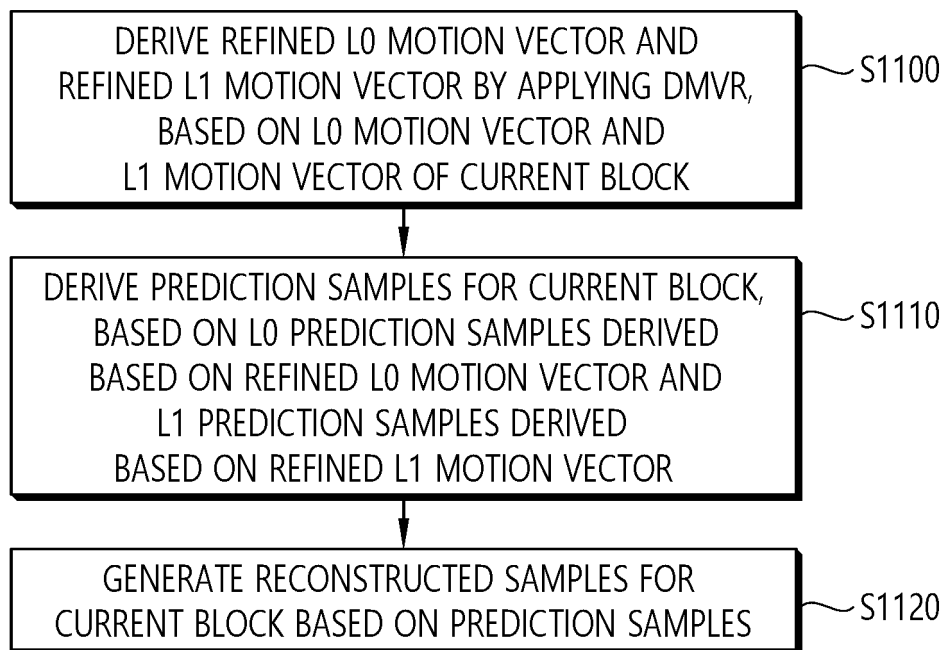 DERIVE REFINED L0 MOTION VECTOR AND
REFINED L1 MOTION VECTOR BY APPLYING DMVR,
BASED ON L0 MOTION VECTOR AND
L1 MOTION VECTOR OF CURRENT BLOCK
S1100
DERIVE PREDICTION SAMPLES FOR CURRENT BLOCK,
BASED ON L0 PREDICTION SAMPLES DERIVED
BASED ON REFINED L0 MOTION VECTOR AND
L1 PREDICTION SAMPLES DERIVED
BASED ON REFINED L1 MOTION VECTOR
S1110
GENERATE RECONSTRUCTED SAMPLES FOR
CURRENT BLOCK BASED ON PREDICTION SAMPLES
S1120